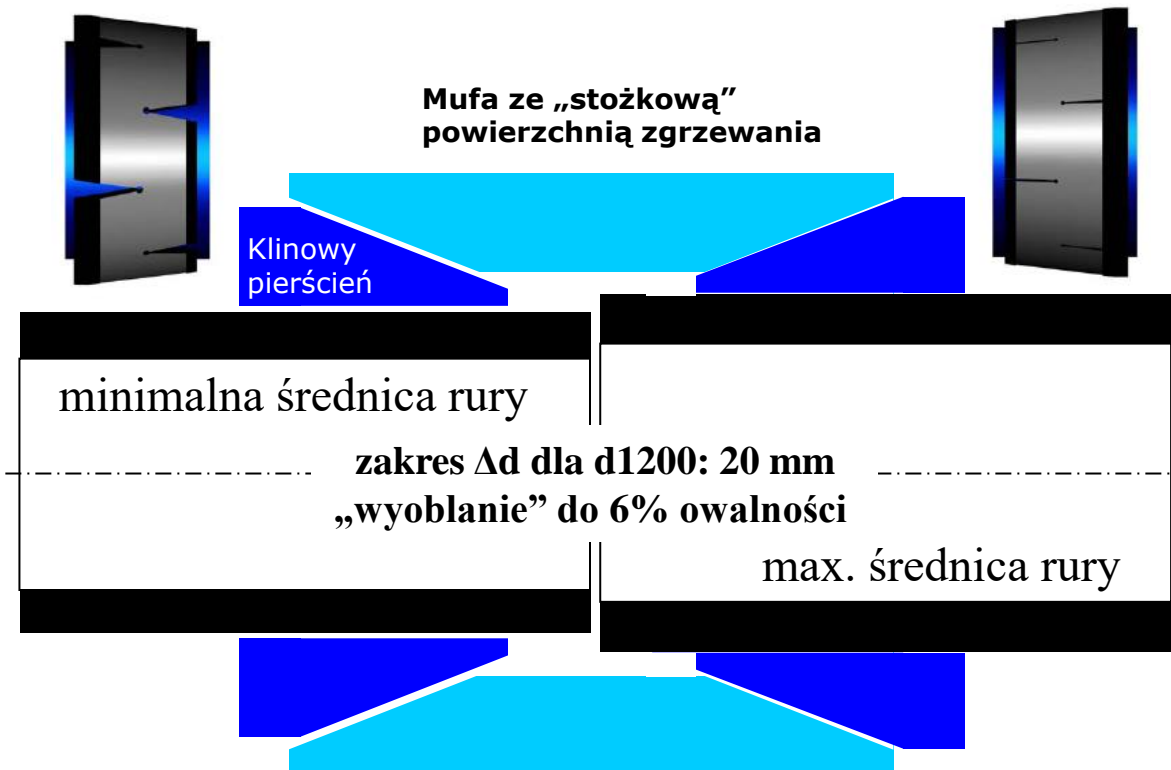 Mufa ze „stożkową”
powierzchnią zgrzewania
Klinowy
pierścień
minimalna średnica rury
zakres Δd dla d1200: 20 mm
„wyoblanie” do 6% owalności
max. średnica rury